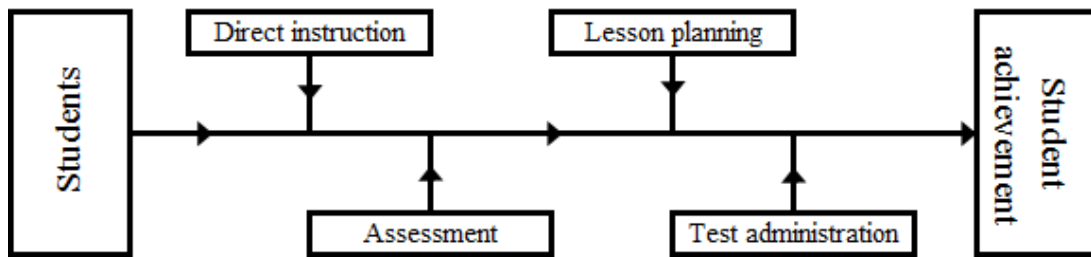 Students
Direct instruction
Assessment
Lesson planning
Test administration
Student
achievement